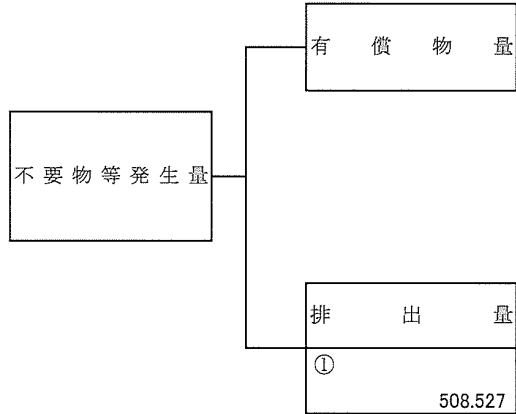 有償物量
不要物等発生量
排出量
①
508.527